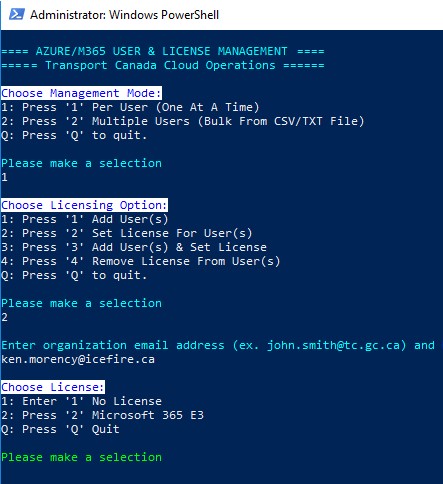 Administrator: Windows PowerShell
==== AZURE/M365 USER & LICENSE MANAGEMENT ====
===== Transport Canada Cloud Operations ======
Choose Management Mode:
1: Press '1' Per User (One At A Time)
2: Press '2' Multiple Users (Bulk From CSV/TXT File)
Q: Press 'Q' to quit.
Please make a selection
1
Choose Licensing Option:
1: Press '1' Add User(s)
2: Press '2' Set License For User(s)
3: Press '3' Add User(s) & Set License
4: Press '4' Remove License From User(s)
Q: Press 'Q' to quit.
Please make a selection
2
Enter organization email address (ex. john.smith@tc.gc.ca) and
ken.morency@icefire.ca
Choose License:
1: Enter '1' No License
2: Press '2' Microsoft 365 E3
Q: Press 'Q' Quit
Please make a selection